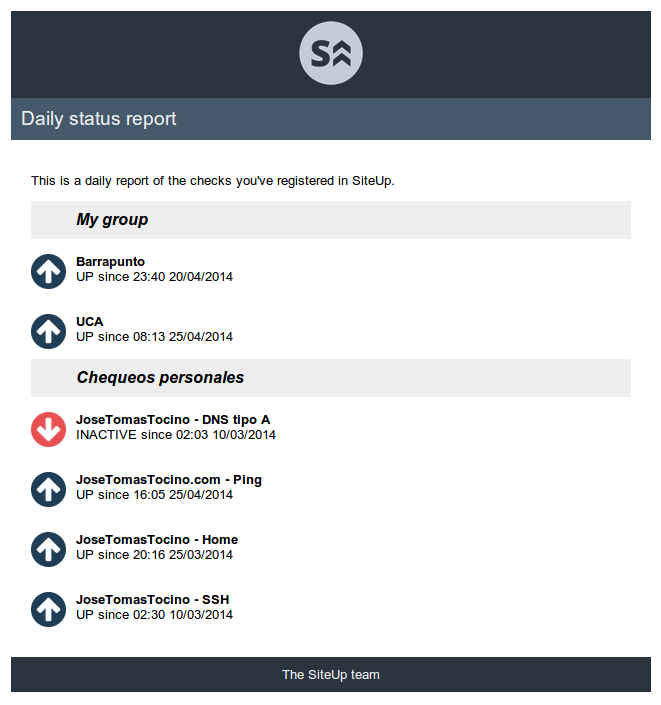 S
Daily status report
This is a daily report of the checks you've registered in SiteUp.
My group
Barrapunto
UP since 23:40 20/04/2014
UCA
UP since 08:13 25/04/2014
Chequeos personales
JoseTomasTocino - DNS tipo A
INACTIVE since 02:03 10/03/2014
JoseTomasTocino.com - Ping
UP since 16:05 25/04/2014
JoseTomasTocino - Home
UP since 20:16 25/03/2014
JoseTomasTocino - SSH
UP since 02:30 10/03/2014
The SiteUp team